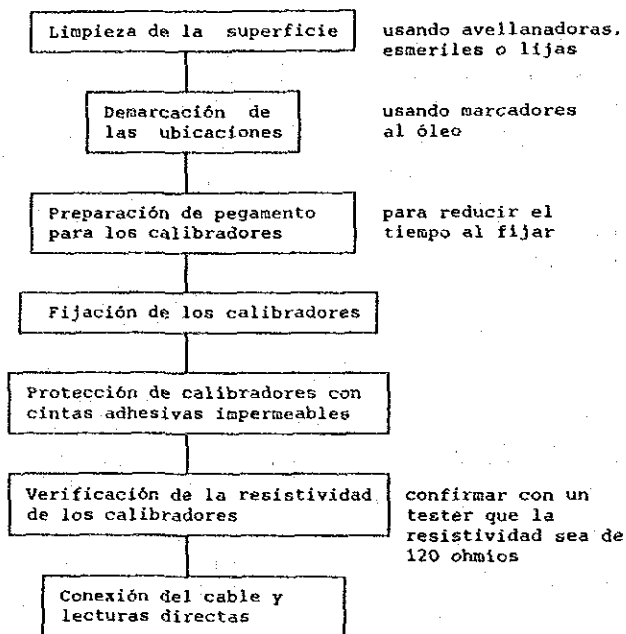 Limpieza de la superficie
usando avellanadoras,
esmeriles o lijas
Demarcación de
las ubicaciones
usando marcadores
al óleo
Preparación de pegamento
para los calibradores
para reducir el
tiempo al fijar
Fijación de los calibradores
Protección de calibradores con
cintas adhesivas impermeables
Verificación de la resistividad
de los calibradores
confirmar con un
tester que la
resistividad sea de
120 ohmios
Conexión del cable y
lecturas directas